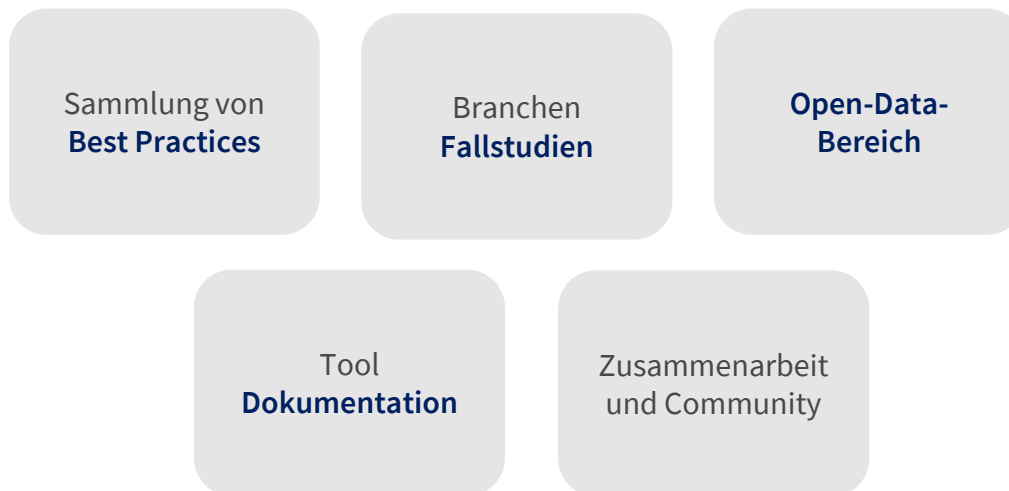 Sammlung von
Best Practices
Branchen
Fallstudien
Open-Data-
Bereich
Tool
Dokumentation
Zusammenarbeit
und Community